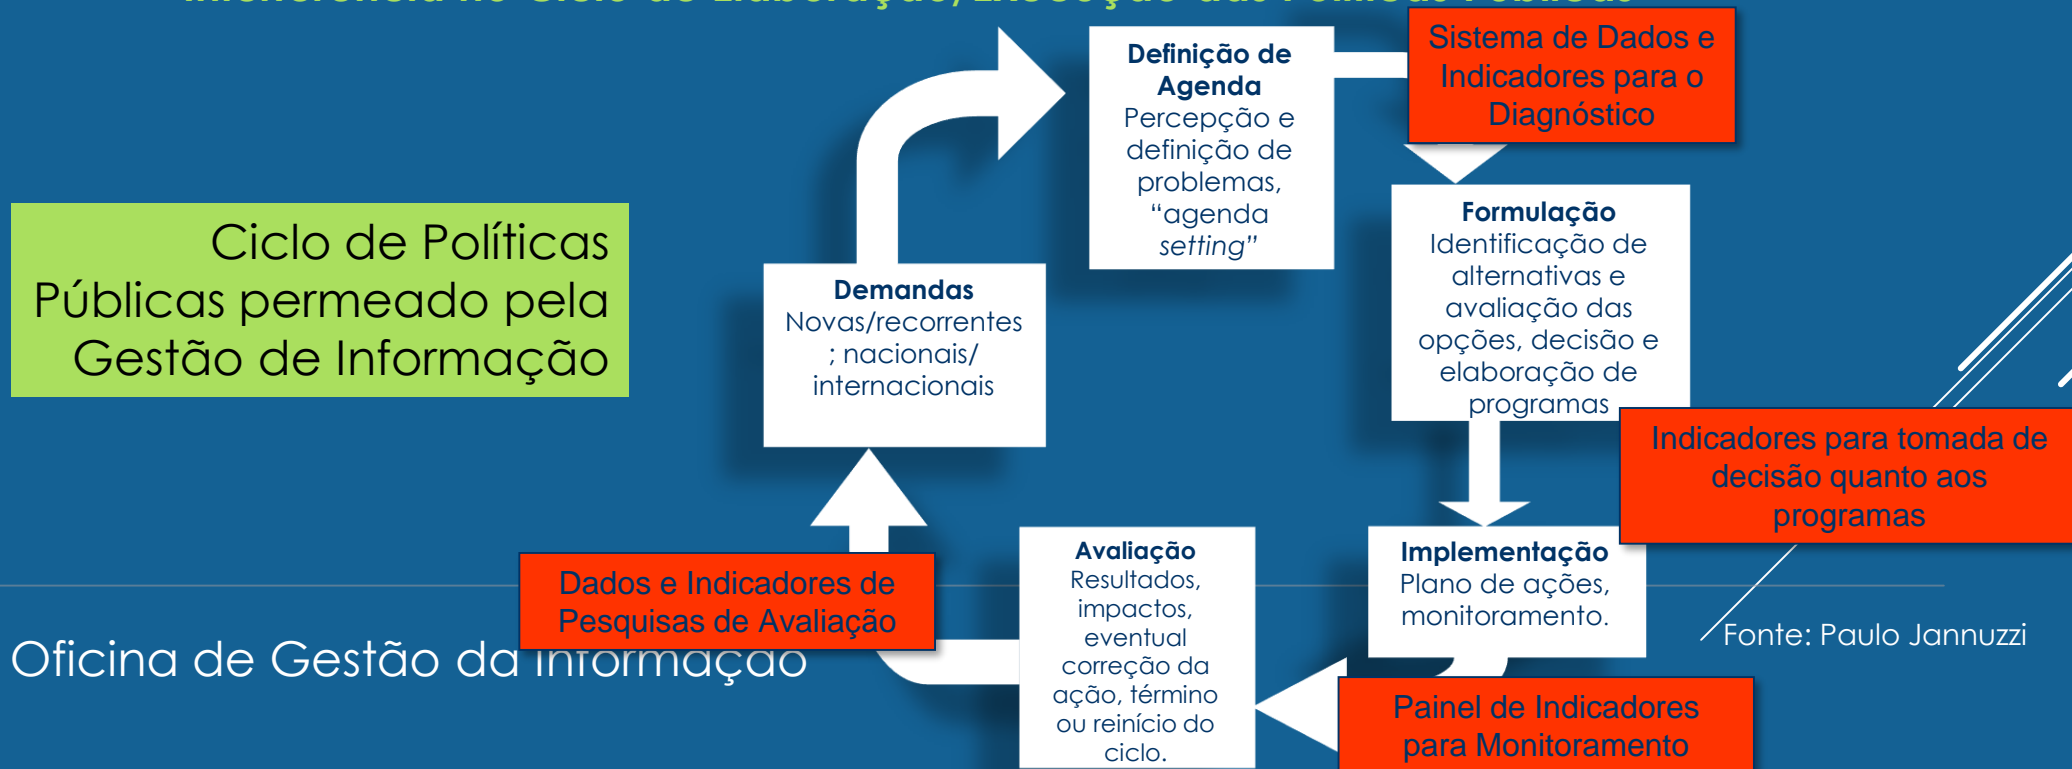 Ciclo de Políticas
Públicas permeado pela
Gestão de Informação
Demandas
Novas/recorrentes
; nacionais/
internacionais
Definição de
Agenda
Percepção e
definição de
problemas,
“agenda
setting”
Sistema de Dados e
Indicadores para o
Diagnóstico
Formulação
Identificação de
alternativas e
avaliação das
opções, decisão e
elaboração de
programas
Indicadores para tomada de
decisão quanto aos
programas
Implementação
Plano de ações,
monitoramento.
Painel de Indicadores
para Monitoramento
Avaliação
Resultados,
impactos,
eventual
correção da
ação, término
ou reinício do
ciclo.
Dados e Indicadores de
Pesquisas de Avaliação
Oficina de Gestão da Informação
Fonte: Paulo Jannuzzi